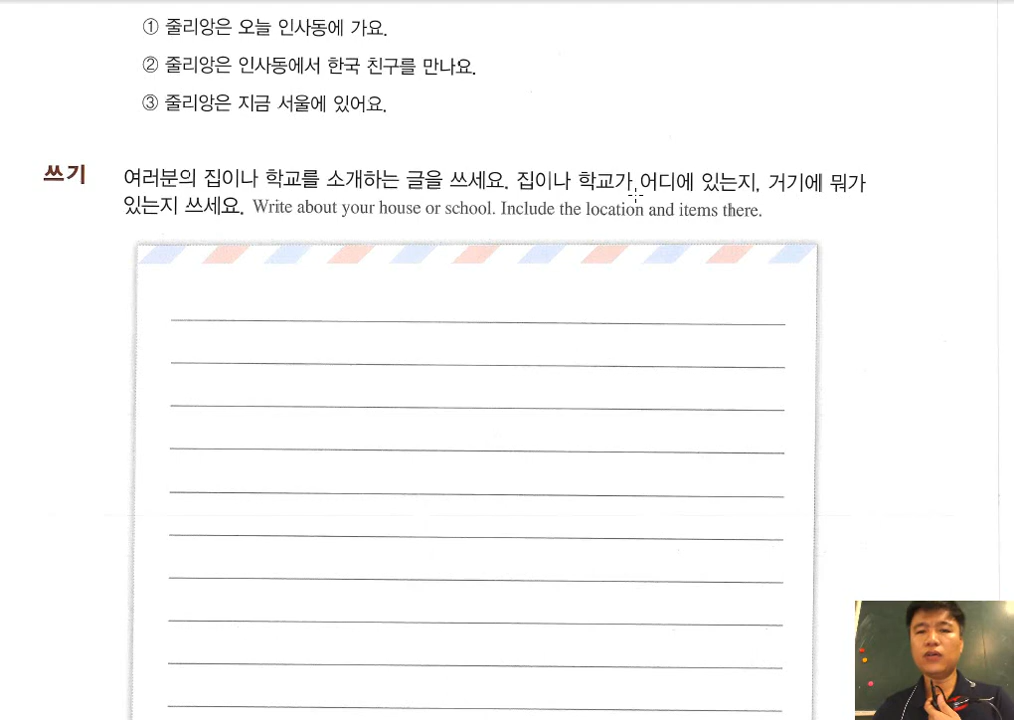 ① 줄리앙은 오늘 인사동에 가요.
② 줄리앙은 인사동에서 한국 친구를 만나요.
③ 줄리앙은 지금 서울에 있어요.
쓰기
여러분의 집이나 학교를 소개하는 글을 쓰세요. 집이나 학교가 어디에 있는지, 거기에 뭐가
있는지 쓰세요. Write about your house or school. Include the location and items there.